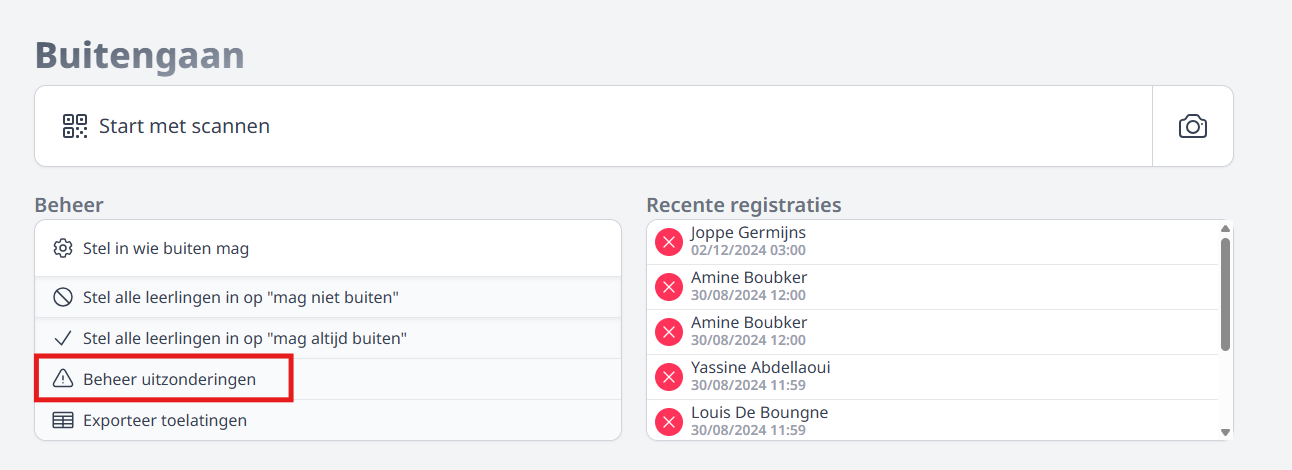 Buitengaan
Start met scannen
Beheer
Stel in wie buiten mag
Stel alle leerlingen in op "mag niet buiten"
Stel alle leerlingen in op "mag altijd buiten"
Beheer uitzonderingen
Exporteer toelatingen
Recente registraties
Joppe Germijns
02/12/2024 03:00
Amine Boubker
30/08/2024 12:00
Amine Boubker
30/08/2024 12:00
Yassine Abdellaoui
30/08/2024 11:59
Louis De Boungne
30/08/2024 11:59